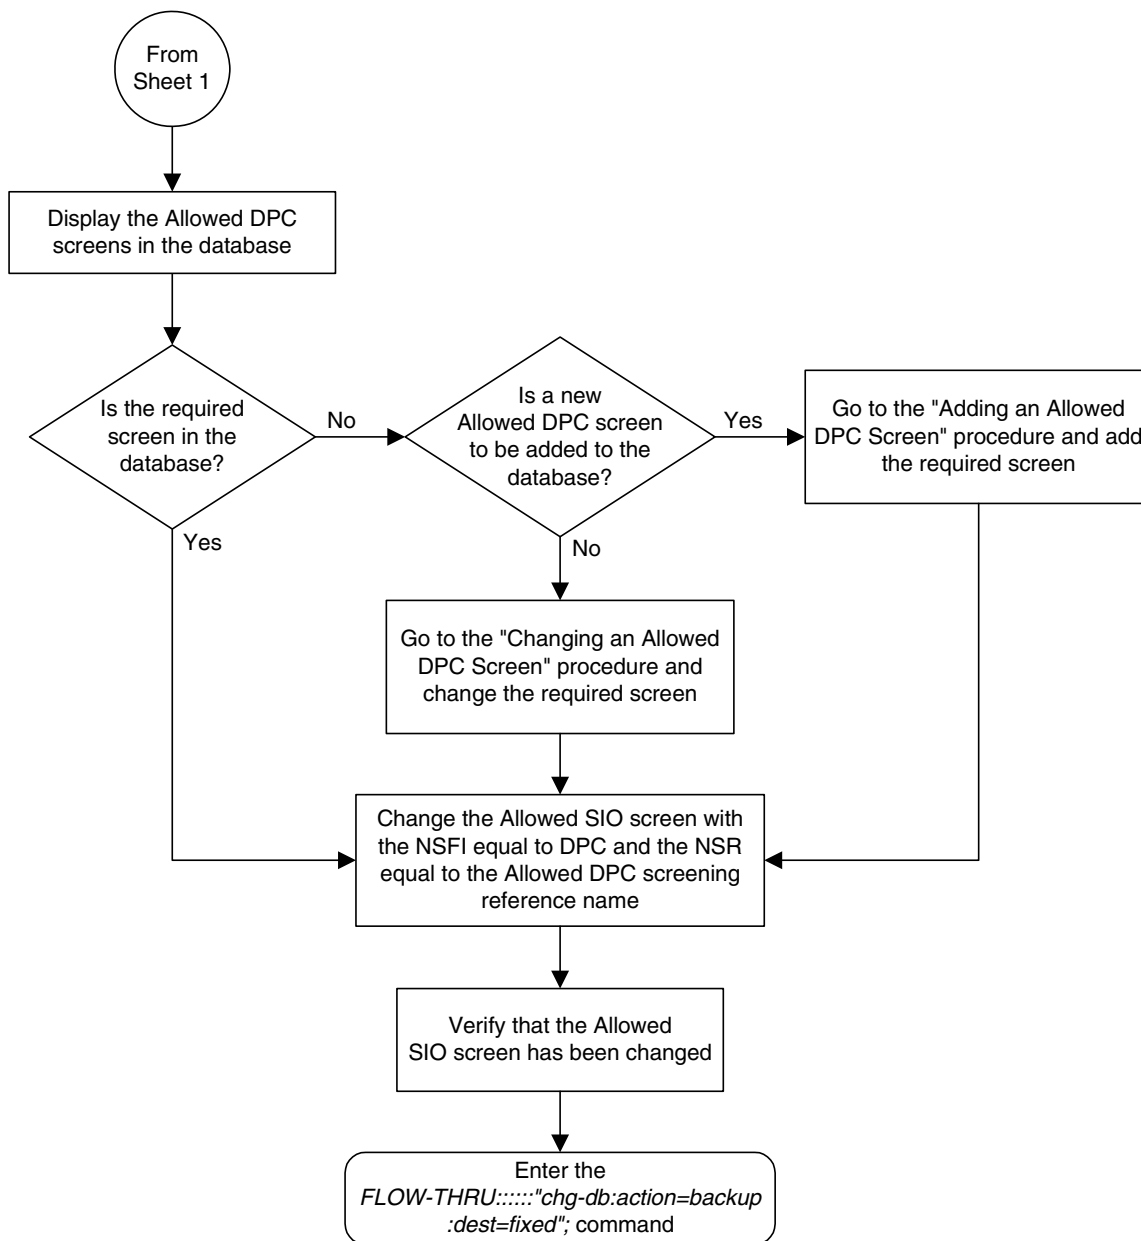 From
Sheet 1
Display the Allowed DPC
screens in the database
Is the required
screen in the
database?
No
Yes
Is a new
Allowed DPC screen
to be added to the
database?
Yes
No
Go to the "Adding an Allowed
DPC Screen" procedure and add
the required screen
Go to the "Changing an Allowed
DPC Screen" procedure and
change the required screen
Change the Allowed SIO screen with
the NSFI equal to DPC and the NSR
equal to the Allowed DPC screening
reference name
Verify that the Allowed
SIO screen has been changed
Enter the
FLOW-THRU::::::"chg-db:action=backup
:dest=fixed"; command